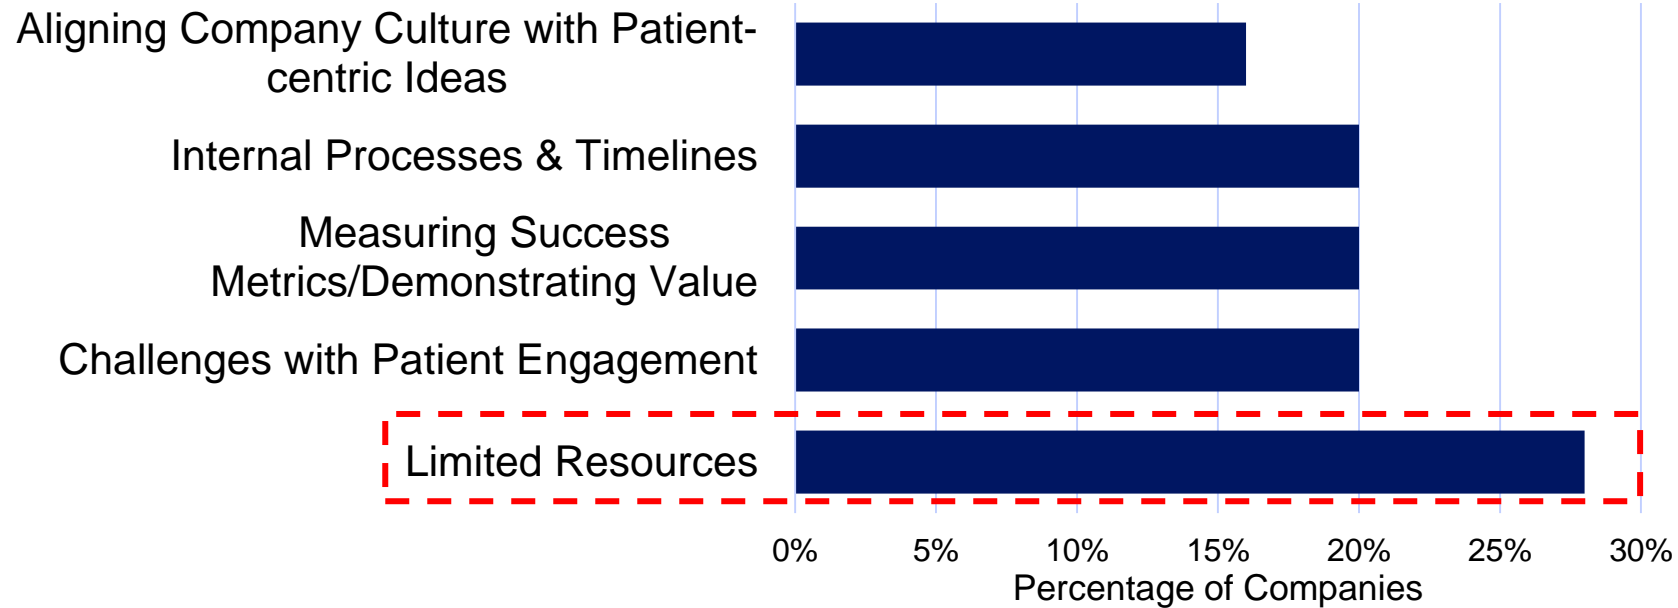 Aligning Company Culture with Patient-
centric Ideas
Internal Processes & Timelines
Measuring Success
Metrics/Demonstrating Value
Challenges with Patient Engagement
Limited Resources
0% 5% 10% 15% 20% 25% 30%
Percentage of Companies